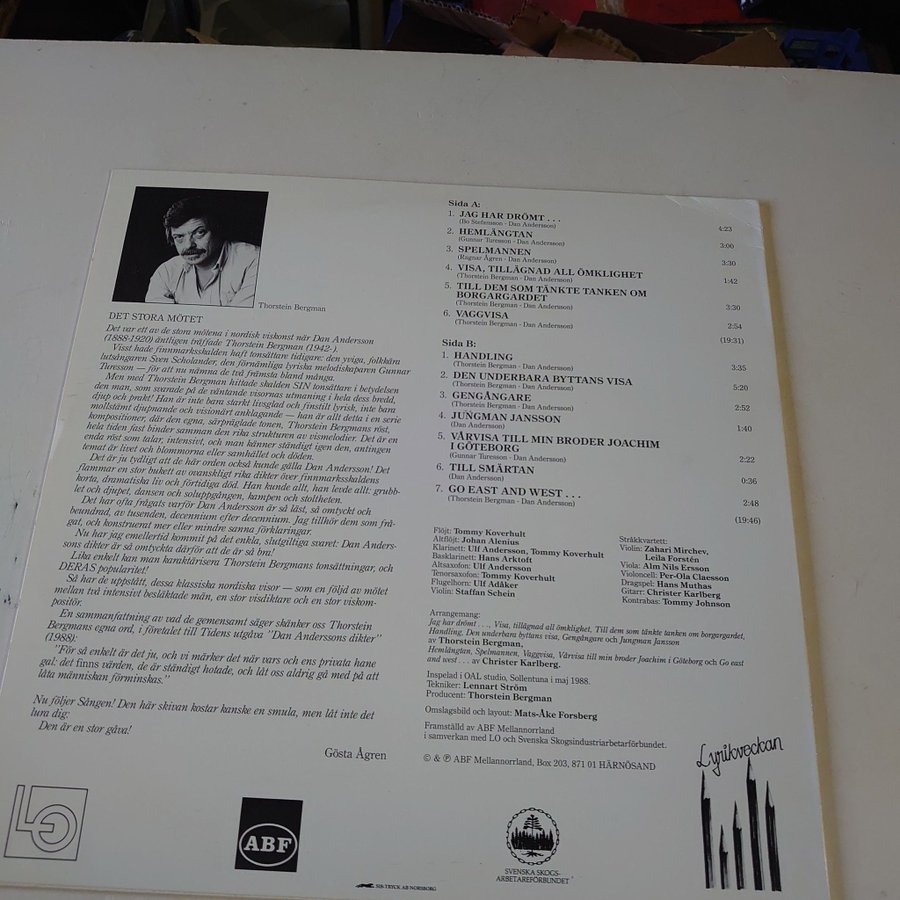 Thorstein Bergman
DET STORA MÖTET
Det var ett av de stora mötena i nordisk viskonst när Dan Andersson
(1888-1920) äntligen träffade Thorstein Bergman (1942-).
Visst hade finnmarksskalden haft tonsättare tidigare: den yviga, folkkära
lutsångaren Sven Scholander, den förnämliga lyriska melodiskaparen Gunnar
Turesson — för att nu nämna de två främsta bland många.
Men med Thorstein Bergman hittade skalden SIN tonsättare i betydelsen
den man, som svarade på de väntande visornas utmaning i hela dess bredd,
djup och prakt! Han är inte bara starkt livsglad och finstilt lyrisk, inte bara
mollstämt djupnande och visionärt anklagande — han är allt detta i en serie
kompositioner, där den egna, särpräglade tonen, Thorstein Bergmans röst,
hela tiden fast binder samman den rika strukturen av vismelodier. Det är en
enda röst som talar, intensivt, och man känner ständigt igen den, antingen
temat är livet och blommorna eller samhället och döden.
Det är ju tydligt att de här orden också kunde gälla Dan Andersson! Det
flammar en stor bukett av ovanskligt rika dikter över finnmarksskaldens
korta, dramatiska liv och förtidiga död. Han kunde allt, han levde allt: grubb-
let och djupet, dansen och soluppgången, kampen och stoltheten.
Det har ofta frågats varför Dan Andersson är så läst, så omtyckt och
beundrad, av tusenden, decennium efter decennium. Jag tillhör dem som frå-
gat, och konstruerat mer eller mindre sanna förklaringar.
Nu har jag emellertid kommit på det enkla, slutgiltiga svaret: Dan Anders-
sons dikter är så omtyckta därför att de är så bra!
Lika enkelt kan man karaktärisera Thorstein Bergmans tonsättningar, och
DERAS popularitet!
Så har de uppstått, dessa klassiska nordiska visor — som en följd av mötet
mellan två intensivt besläktade män, en stor visdiktare och en stor viskom-
positör.
En sammanfattning av vad de gemensamt säger skänker oss Thorstein
Bergmans egna ord, i företalet till Tidens utgåva "Dan Anderssons dikter"
(1988):
"För så enkelt är det ju, och vi märker det när vars och ens privata hane
gal: det finns värden, de är ständigt hotade, och låt oss aldrig gå med på att
låta människan förminskas."
Nu följer Sången! Den här skivan kostar kanske en smula, men låt inte det
lura dig:
Den är en stor gåva!
Gösta Ågren
Sida A:
1. JAG HAR DRÖMT . . . 4:23
(Bo Stefansson - Dan Andersson)
2. HEMLÄNGTAN 3:00
(Gunnar Turesson - Dan Andersson)
3. SPELMANNEN 3:30
(Ragnar Ågren - Dan Andersson)
4. VISA, TILLÄGNAD ALL ÖMKLIGHET 1:42
(Thorstein Bergman - Dan Andersson)
5. TILL DEM SOM TÄNKTE TANKEN OM
BORGARGARDET 3:30
(Thorstein Bergman - Dan Andersson)
6. VAGGVISA 2:54
(Thorstein Bergman - Dan Andersson)
(19:31)
Sida B:
1. HANDLING 3:35
(Thorstein Bergman - Dan Andersson)
2. DEN UNDERBARA BYTTANS VISA 5:20
(Thorstein Bergman - Dan Andersson)
3. GENGÅNGARE 2:52
(Thorstein Bergman - Dan Andersson)
4. JUNGMAN JANSSON 1:40
(Dan Andersson)
5. VÅRVISA TILL MIN BRODER JOACHIM
I GÖTEBORG 2:22
(Gunnar Turesson - Dan Andersson)
6. TILL SMÄRTAN 0:36
(Dan Andersson)
7. GO EAST AND WEST . . . 2:48
(Thorstein Bergman - Dan Andersson)
(19:46)
Flöjt: Tommy Koverhult
Altflöjt: Johan Alenius
Klarinett: Ulf Andersson, Tommy Koverhult
Basklarinett: Hans Arktoft
Altsaxofon: Ulf Andersson
Tenorsaxofon: Tommy Koverhult
Flugelhorn: Ulf Adåker
Violin: Staffan Schein
Stråkkvartett:
Violin: Zahari Mirchev,
Leila Forstén
Viola: Alm Nils Ersson
Violoncell: Per-Ola Claesson
Dragspel: Hans Muthas
Gitarr: Christer Karlberg
Kontrabas: Tommy Johnson
Arrangemang:
Jag har drömt . . ., Visa, tillägnad all ömklighet, Till dem som tänkte tanken om borgargardet,
Handling, Den underbara byttans visa, Gengångare och Jungman Jansson
av Thorstein Bergman,
Hemlängtan, Spelmannen, Vaggvisa, Vårvisa till min broder Joachim i Göteborg och Go east
and west . . . av Christer Karlberg.
Inspelad i OAL studio, Sollentuna i maj 1988.
Tekniker: Lennart Ström
Producent: Thorstein Bergman
Omslagsbild och layout: Mats-Åke Forsberg
Framställd av ABF Mellannorrland
i samverkan med LO och Svenska Skogsindustriarbetarförbundet.
© & ℗ ABF Mellannorrland, Box 203, 871 01 HÄRNÖSAND
Lyrikveckan
LO
ABF
SVENSKA SKOGS-
ARBETAREFÖRBUNDET
SIB-TRYCK AB NORSBORG